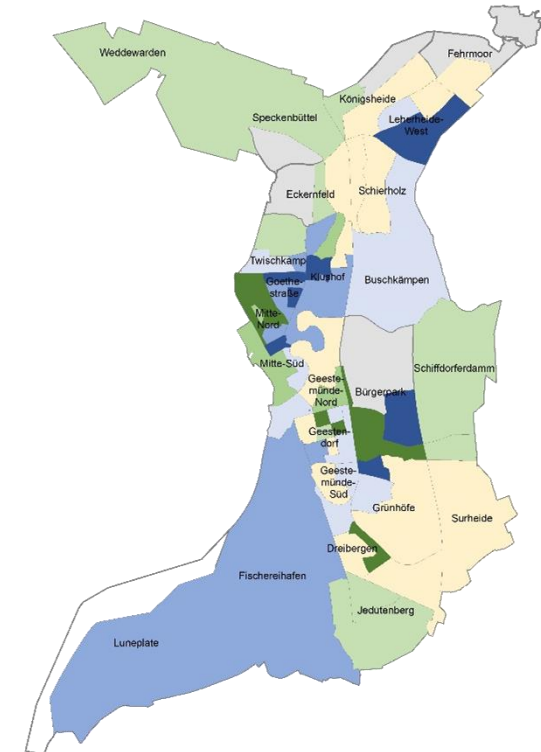 Weddewarden
Fehrmoor
Königsheide
Speckenbüttel
Leherheide-
West
Eckernfeld
Schierholz
Twischkamp
Klushof
Goethe-
straße
Buschkämpen
Mitte-
Nord
Mitte-Süd
Schiffdorferdamm
Geeste-
münde-
Nord
Bürgerpark
Geesten-
dorf
Geeste-
münde-
Süd
Grünhöfe
Surheide
Dreibergen
Fischereihafen
Jedutenberg
Luneplate